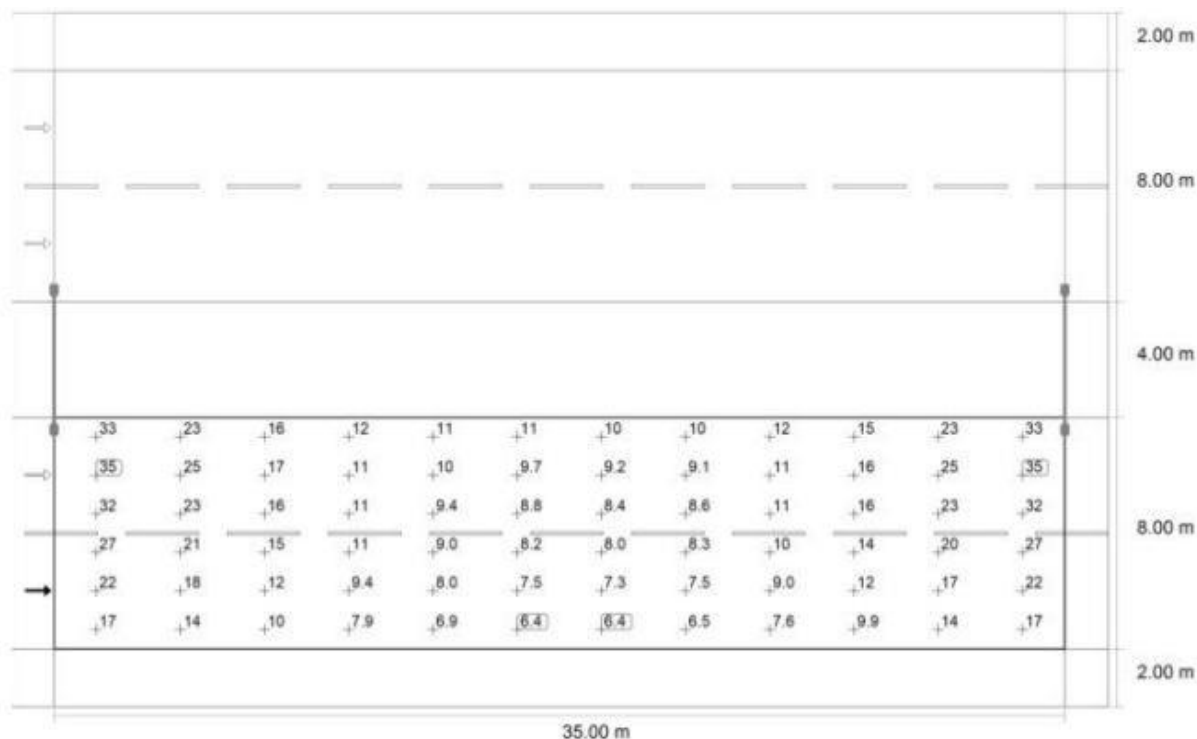 2.00 m
8.00 m
4.00 m
33 23 16 12 11 11 10 10 12 15 23 33
35 25 17 11 10 9.7 9.2 9.1 11 16 25 35
32 23 16 11 9.4 8.8 8.4 8.6 11 16 23 32
8.00 m
27 21 15 11 9.0 8.2 8.0 8.3 10 14 20 27
22 18 12 9.4 8.0 7.5 7.3 7.5 9.0 12 17 22
17 14 10 7.9 6.9 6.4 6.4 6.5 7.6 9.9 14 17
2.00 m
35.00 m